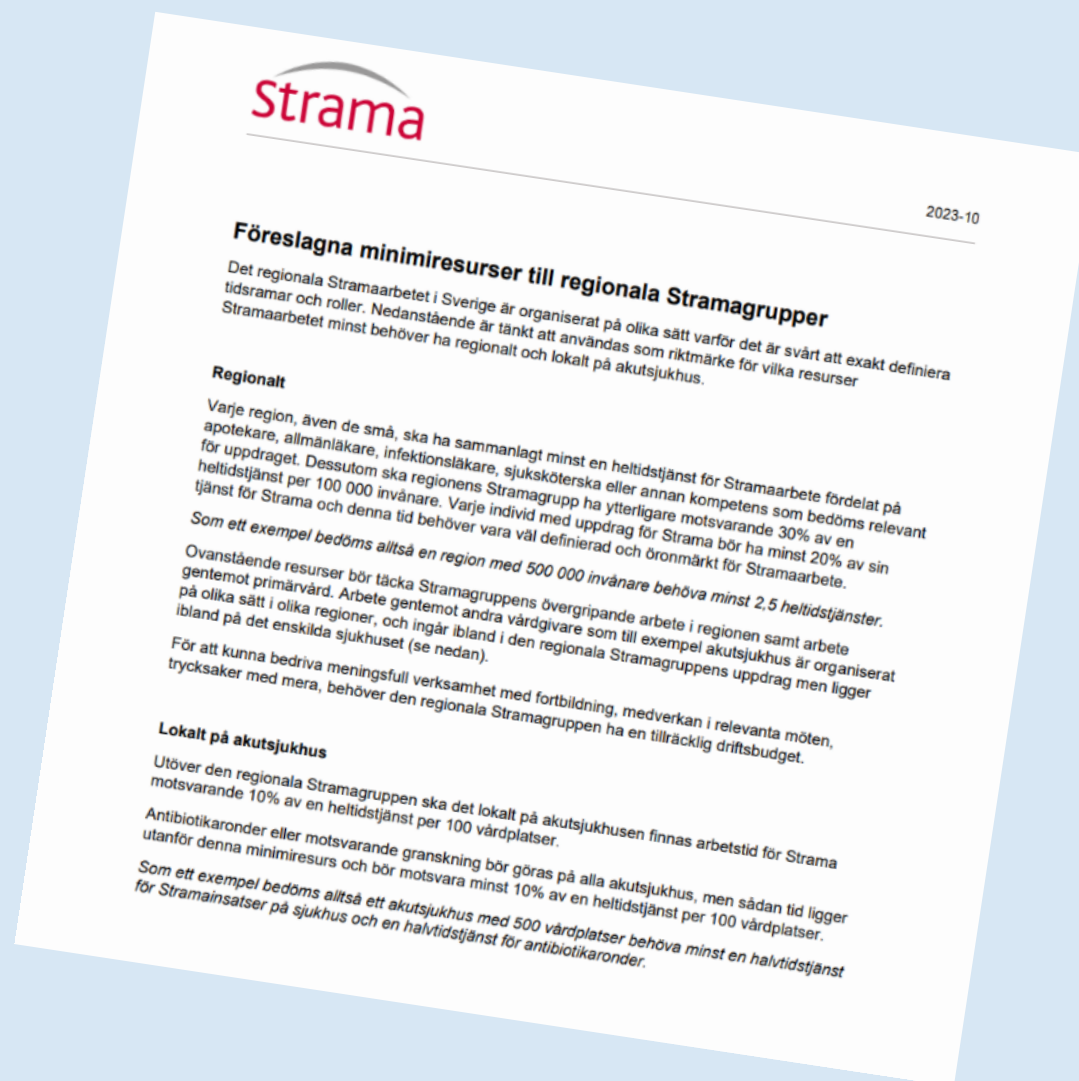 Strama
2023-10
Föreslagna minimiresurser till regionala Stramagrupper
Det regionala Stramaarbetet i Sverige är organiserat på olika sätt varför det är svårt att exakt definiera
tidsramar och roller. Nedanstående är tänkt att användas som riktmärke för vilka resurser
Stramaarbetet minst behöver ha regionalt och lokalt på akutsjukhus.
Regionalt
Varje region, även de små, ska ha sammanlagt minst en heltidstjänst för Stramaarbete fördelat på
apotekare, allmänläkare, infektionsläkare, sjuksköterska eller annan kompetens som bedöms relevant
för uppdraget. Dessutom ska regionens Stramagrupp ha ytterligare motsvarande 30% av en
heltidstjänst per 100 000 invånare. Varje individ med uppdrag för Strama bör ha minst 20% av sin
tjänst för Strama och denna tid behöver vara väl definierad och öronmärkt för Stramaarbete.
Som ett exempel bedöms alltså en region med 500 000 invånare behöva minst 2,5 heltidstjänster.
Ovanstående resurser bör täcka Stramagruppens övergripande arbete i regionen samt arbete
gentemot primärvård. Arbete gentemot andra vårdgivare som till exempel akutsjukhus är organiserat
på olika sätt i olika regioner, och ingår ibland i den regionala Stramagruppens uppdrag men ligger
ibland på det enskilda sjukhuset (se nedan).
För att kunna bedriva meningsfull verksamhet med fortbildning, medverkan i relevanta möten,
trycksaker med mera, behöver den regionala Stramagruppen ha en tillräcklig driftsbudget.
Lokalt på akutsjukhus
Utöver den regionala Stramagruppen ska det lokalt på akutsjukhusen finnas arbetstid för Strama
motsvarande 10% av en heltidstjänst per 100 vårdplatser.
Antibiotikaronder eller motsvarande granskning bör göras på alla akutsjukhus, men sådan tid ligger
utanför denna minimiresurs och bör motsvara minst 10% av en heltidstjänst per 100 vårdplatser.
Som ett exempel bedöms alltså ett akutsjukhus med 500 vårdplatser behöva minst en halvtidstjänst
för Stramainsatser på sjukhus och en halvtidstjänst för antibiotikaronder.